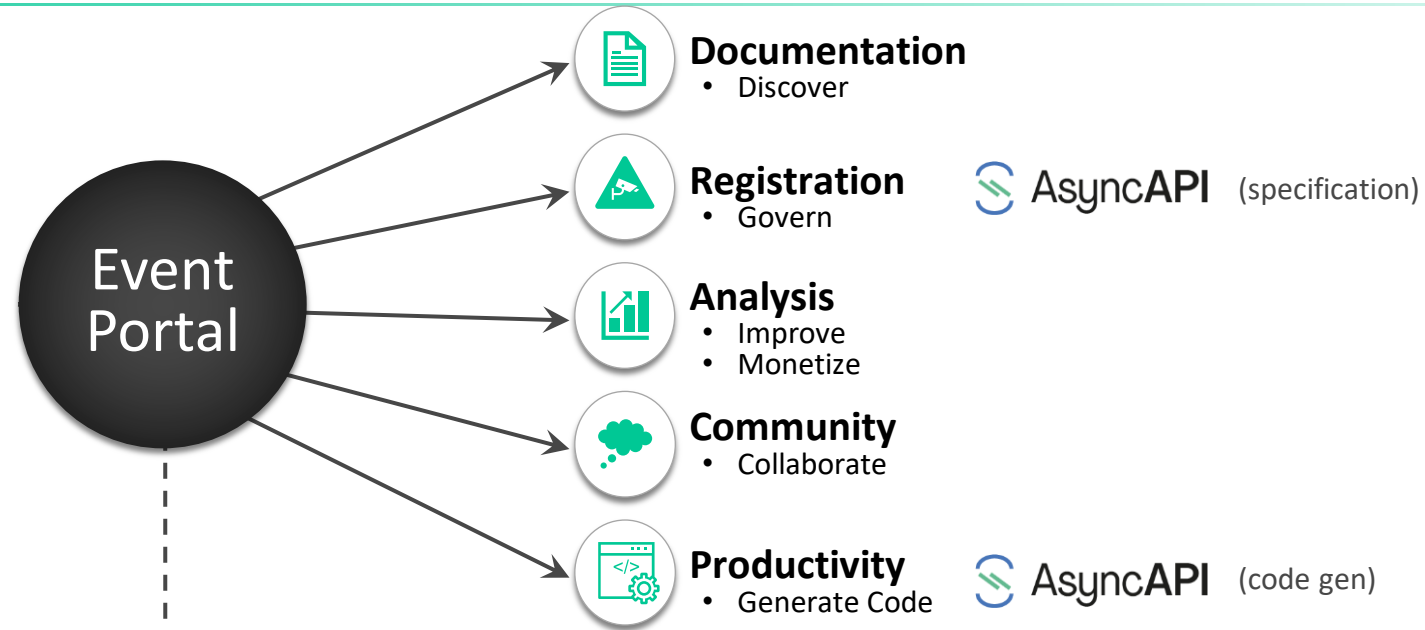 Event
Portal
Documentation
• Discover
Registration
• Govern
AsyncAPI (specification)
Analysis
• Improve
• Monetize
Community
• Collaborate
</>
Productivity
• Generate Code
AsyncAPI (code gen)